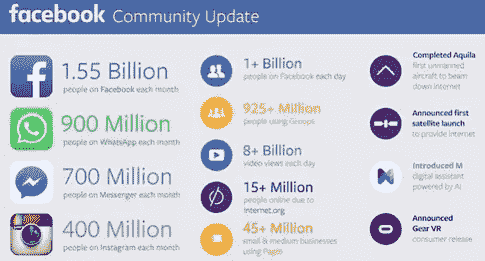 facebook Community Update
1.55 Billion
people on Facebook each month
900 Million
people on WhatsApp each month
700 Million
people on Messenger each month
400 Million
people on Instagram each month
1+ Billion
people on Facebook each day
925+ Million
people using Groups
8+ Billion
video views each day
15+ Million
people online due to
Internet.org
45+ Million
small & medium businesses
using Pages
Completed Aquila
first unmanned
aircraft to beam
down internet
Announced first
satellite launch
to provide internet
Introduced M
digital assistant
powered by AI
Announced
Gear VR
consumer release